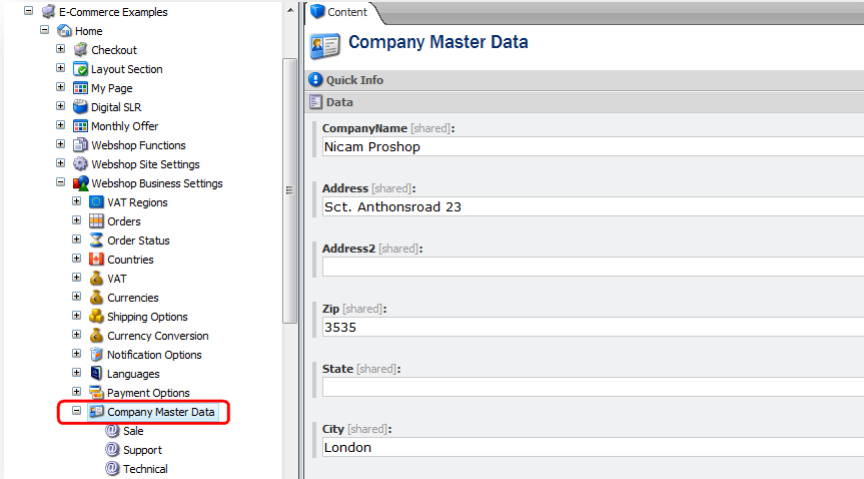 E-Commerce Examples
Home
Checkout
Layout Section
My Page
Digital SLR
Monthly Offer
Webshop Functions
Webshop Site Settings
Webshop Business Settings
VAT Regions
Orders
Order Status
Countries
VAT
Currencies
Shipping Options
Currency Conversion
Notification Options
Languages
Payment Options
Company Master Data
Sale
Support
Technical
Content
Company Master Data
Quick Info
Data
CompanyName [shared]:
Nicam Proshop
Address [shared]:
Sct. Anthonsroad 23
Address2 [shared]:
Zip [shared]:
3535
State [shared]:
City [shared]:
London